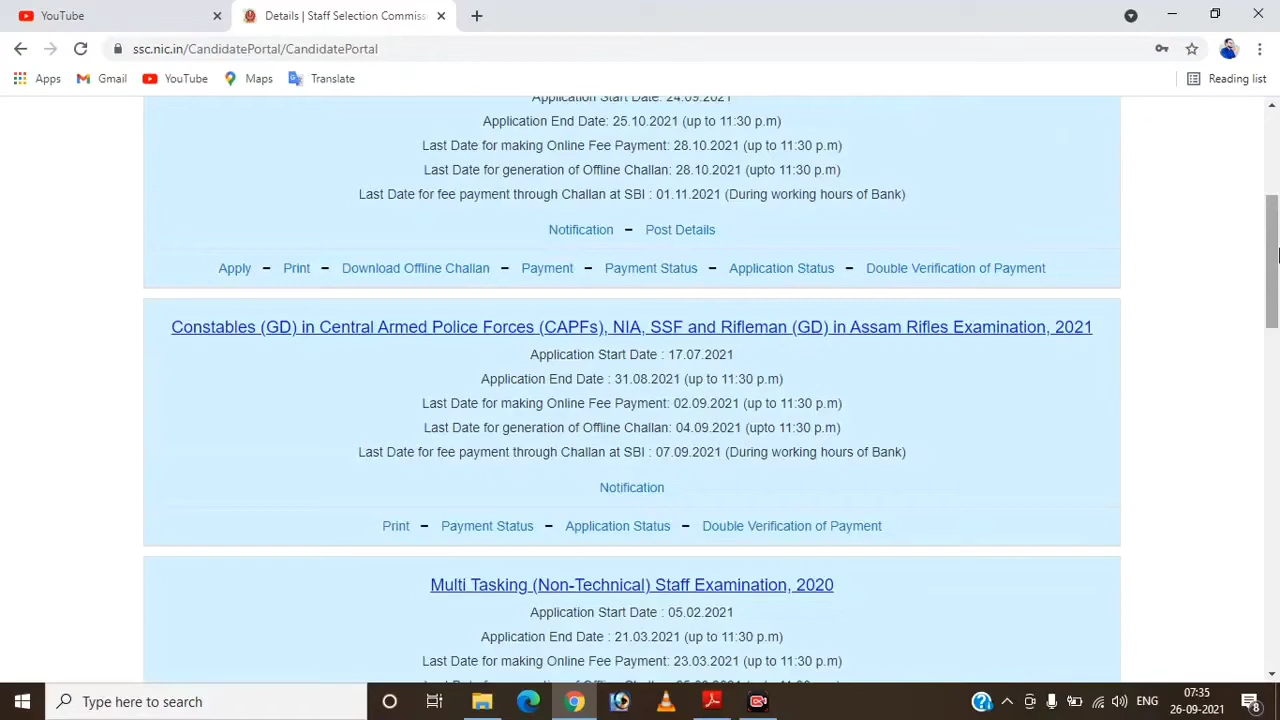 YouTube
Details | Staff Selection Commiss
ssc.nic.in/CandidatePortal/CandidatePortal
Apps
Gmail
YouTube
Maps
Translate
Reading list
Application Start Date: 24.09.2021
Application End Date: 25.10.2021 (up to 11:30 p.m)
Last Date for making Online Fee Payment: 28.10.2021 (up to 11:30 p.m)
Last Date for generation of Offline Challan: 28.10.2021 (upto 11:30 p.m)
Last Date for fee payment through Challan at SBI : 01.11.2021 (During working hours of Bank)
Notification – Post Details
Apply – Print – Download Offline Challan – Payment – Payment Status – Application Status – Double Verification of Payment
Constables (GD) in Central Armed Police Forces (CAPFs), NIA, SSF and Rifleman (GD) in Assam Rifles Examination, 2021
Application Start Date : 17.07.2021
Application End Date : 31.08.2021 (up to 11:30 p.m)
Last Date for making Online Fee Payment: 02.09.2021 (up to 11:30 p.m)
Last Date for generation of Offline Challan: 04.09.2021 (upto 11:30 p.m)
Last Date for fee payment through Challan at SBI : 07.09.2021 (During working hours of Bank)
Notification
Print – Payment Status – Application Status – Double Verification of Payment
Multi Tasking (Non-Technical) Staff Examination, 2020
Application Start Date : 05.02.2021
Application End Date : 21.03.2021 (up to 11:30 p.m)
Last Date for making Online Fee Payment: 23.03.2021 (up to 11:30 p.m)
Type here to search
ENG
07:35
26-09-2021
8